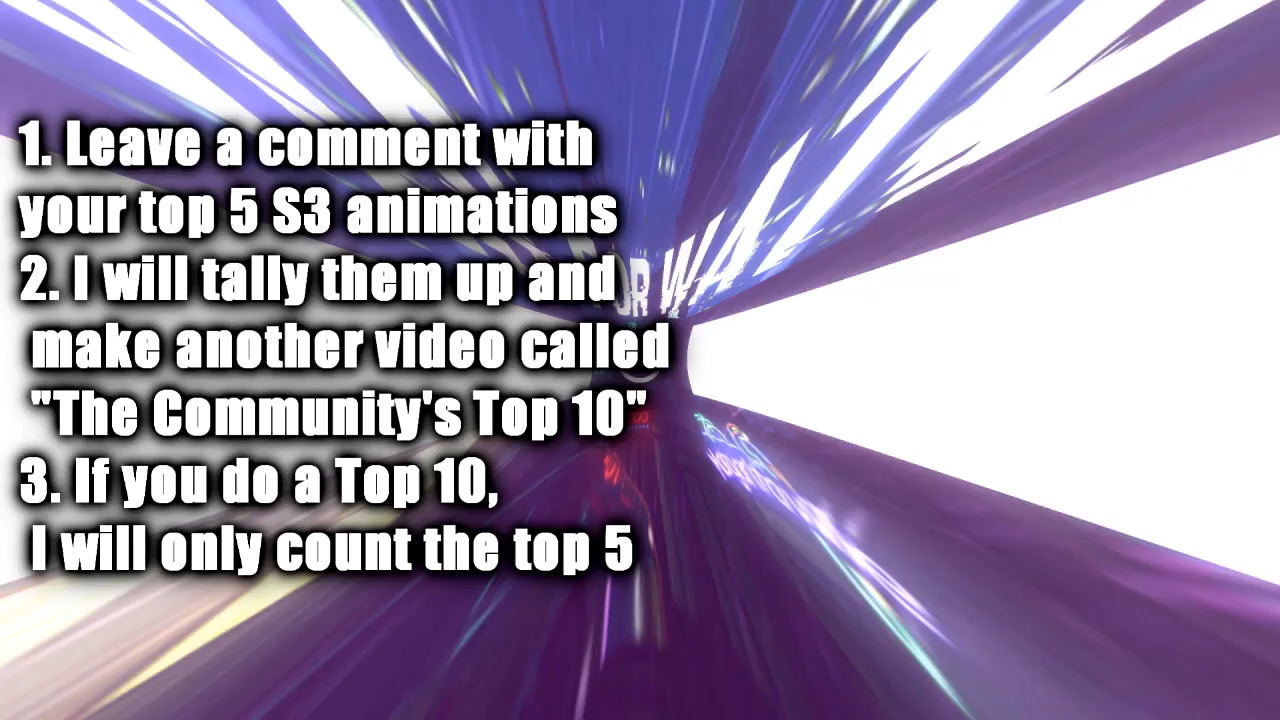 1. Leave a comment with
your top 5 S3 animations
2. I will tally them up and
make another video called
"The Community's Top 10"
3. If you do a Top 10,
I will only count the top 5